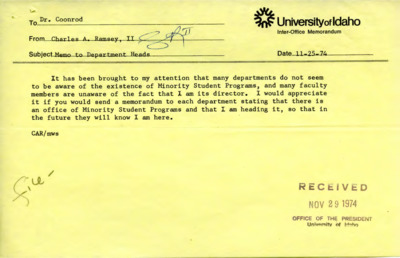 To Dr. Coonrod
University of Idaho
Inter-Office Memorandum
From Charles A. Ramsey, II
Subject Memo to Department Heads
Date 11-25-74
It has been brought to my attention that many departments do not seem
to be aware of the existence of Minority Student Programs, and many faculty
members are unaware of the fact that I am its director. I would appreciate
it if you would send a memorandum to each department stating that there is
an office of Minority Student Programs and that I am heading it, so that in
the future they will know I am here.
CAR/mws
file-
RECEIVED
NOV 29 1974
OFFICE OF THE PRESIDENT
University of Idaho